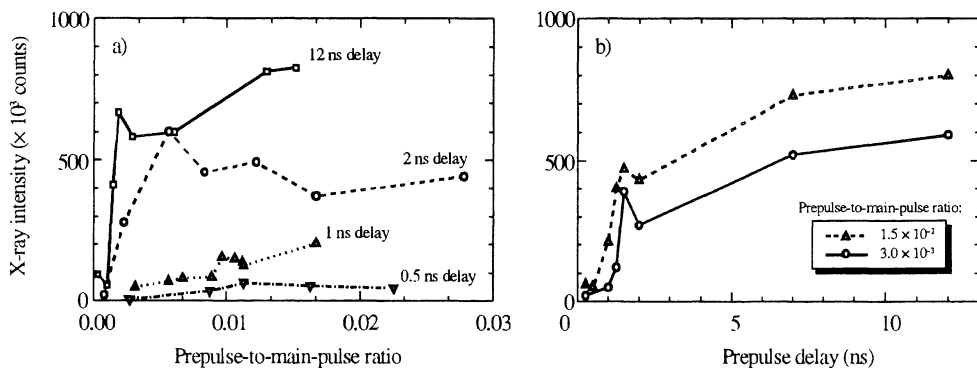 1000
500
0
X-ray intensity (× 10³ counts)
a)
12 ns delay
2 ns delay
1 ns delay
0.5 ns delay
0.00
0.01
0.02
0.03
Prepulse-to-main-pulse ratio
1000
500
0
b)
Prepulse-to-main-pulse ratio:
1.5 × 10⁻²
3.0 × 10⁻³
0
5
10
Prepulse delay (ns)